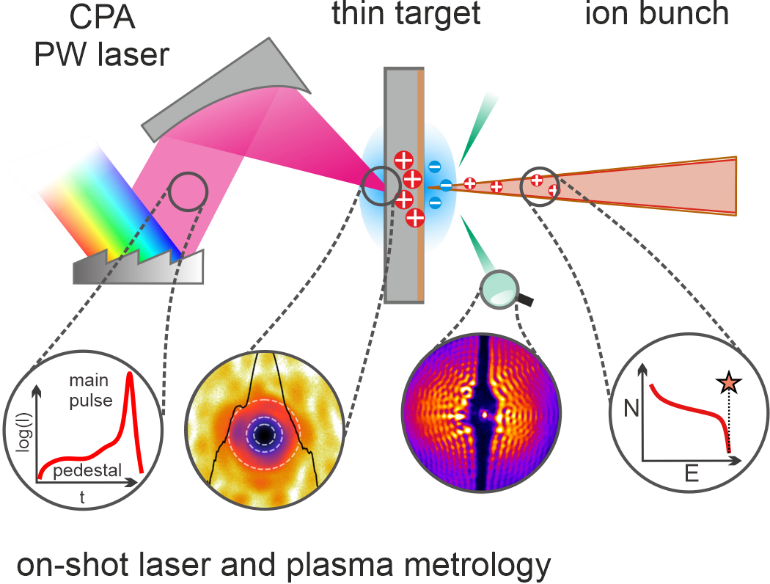 CPA
PW laser
thin target
ion bunch
main
pulse
log(I)
pedestal
t
N
E
on-shot laser and plasma metrology